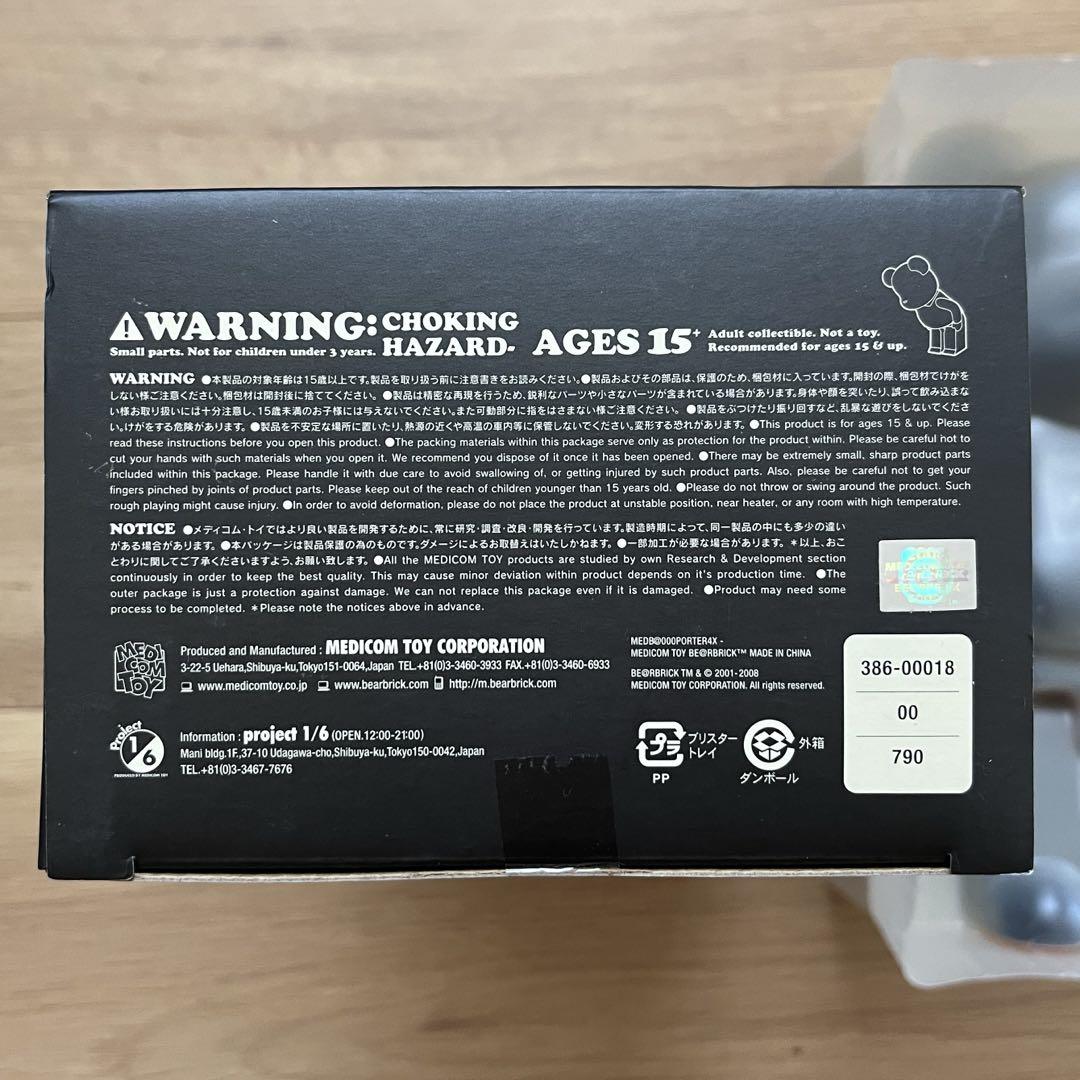 WARNING: CHOKING HAZARD-
Small parts. Not for children under 3 years.
AGES 15+
Adult collectible. Not a toy.
Recommended for ages 15 & up.
WARNING ●本製品の対象年齢は15歳以上です。製品を取り扱う前に注意書きをお読みください。●製品およびその部品は、保護のため、梱包材に入っています。開封の際、梱包材でけがを
しない様ご注意ください。梱包材は開封後に捨ててください。 ●製品は精密な再現を行うため、鋭利なパーツや小さなパーツが含まれている場合があります。身体や顔を突いたり、誤って飲み込まな
い様お取り扱いには十分注意し、15歳未満のお子様には与えないでください。また可動部分に指をはさまない様ご注意ください。 ●製品をぶつけたり振り回すなど、乱暴な遊びをしないでくださ
い。けがをする危険があります。●製品を不安定な場所に置いたり、熱源の近くや高温の車内等に保管しないでください。変形する恐れがあります。●This product is for ages 15 & up. Please
read these instructions before you open this product. ●The packing materials within this package serve only as protection for the product within. Please be careful not to
cut your hands with such materials when you open it. We recommend you dispose of it once it has been opened. ●There may be extremely small, sharp product parts
included within this package. Please handle it with due care to avoid swallowing of, or getting injured by such product parts. Also, please be careful not to get your
fingers pinched by joints of product parts. Please keep out of the reach of children younger than 15 years old. ●Please do not throw or swing around the product. Such
rough playing might cause injury. ●In order to avoid deformation, please do not place the product at unstable position, near heater, or any room with high temperature.
NOTICE ●メディコム・トイではより良い製品を開発するために、常に研究・調査・改良・開発を行っています。製造時期によって、同一製品の中にも多少の違い
がある場合があります。 ●本パッケージは製品保護の為のものです。ダメージによるお取替えはいたしかねます。 ●一部加工が必要な場合があります。＊以上、おこ
とわりに関してご了承くださいますよう、お願い致します。●All the MEDICOM TOY products are studied by own Research & Development section
continuously in order to keep the best quality. This may cause minor deviation within product depends on it's production time. ●The
outer package is just a protection against damage. We can not replace this package even if it is damaged. ●Product may need some
process to be completed. ＊Please note the notices above in advance.
MEDI
COM
TOY
Produced and Manufactured : MEDICOM TOY CORPORATION
3-22-5 Uehara,Shibuya-ku,Tokyo151-0064,Japan TEL.+81(0)3-3460-3933 FAX.+81(0)3-3460-6933
www.medicomtoy.co.jp www.bearbrick.com http://m.bearbrick.com
MEDB@000PORTER4X -
MEDICOM TOY BE@RBRICK™ MADE IN CHINA
BE@RBRICK TM & © 2001-2008
MEDICOM TOY CORPORATION. All rights reserved.
386-00018
00
790
Project
1/6
PRODUCED BY MEDICOM TOY
Information : project 1/6 (OPEN.12:00-21:00)
Mani bldg.1F,37-10 Udagawa-cho,Shibuya-ku,Tokyo150-0042,Japan
TEL.+81(0)3-3467-7676
プラ
PP
ブリスター
トレイ
ダンボール
外箱